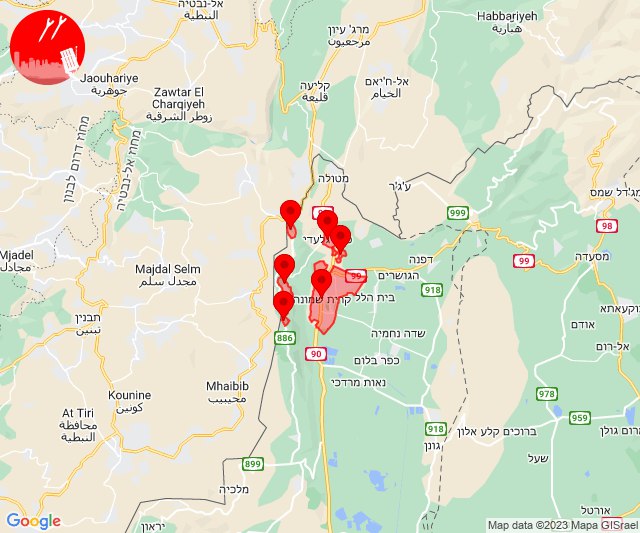 אל-נבטיה
النبطية
Habbariyeh
هبارية
מרג' עיון
مرجعيون
Jaouhariye
جوهرية
Zawtar El
Charqiyeh
زوطر الشرقية
קליעה
قليعة
אל-ח'יאם
الخيام
מחוז אל-נבטיה
מחוז דרום לבנון
מטולה
ע'ג'ר
מג'דל שמס
999
98
99
מסעדה
Mjadel
مجادل
Majdal Selm
مجدل سلم
דפנה
99
הגושרים
918
בית הלל
קרית שמונה
בוקעאתא
אודם
תבנין
تبنين
886
שדה נחמיה
אל-רום
90
כפר בלום
נאות מרדכי
Mhaibib
محيبيب
Kounine
كونين
978
959
At Tiri
محافظة
النبطية
918
ברוכים קלע אלון
מרום גולן
גונן
899
שעל
מלכיה
אורטל
יראון
Google
Map data ©2023 Mapa GISrael